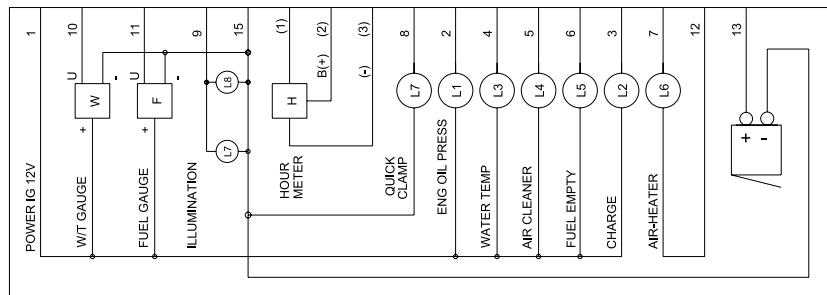 1
10
11
9
15
(1)
(2)
(3)
8
2
4
5
6
3
7
12
13
U
-
U
-
B(+)
(-)
W
F
L8
H
L7
L1
L3
L4
L5
L2
L6
+
-
+
+
L7
POWER IG 12V
W/T GAUGE
FUEL GAUGE
ILLUMINATION
HOUR
METER
QUICK
CLAMP
ENG OIL PRESS
WATER TEMP
AIR CLEANER
FUEL EMPTY
CHARGE
AIR-HEATER